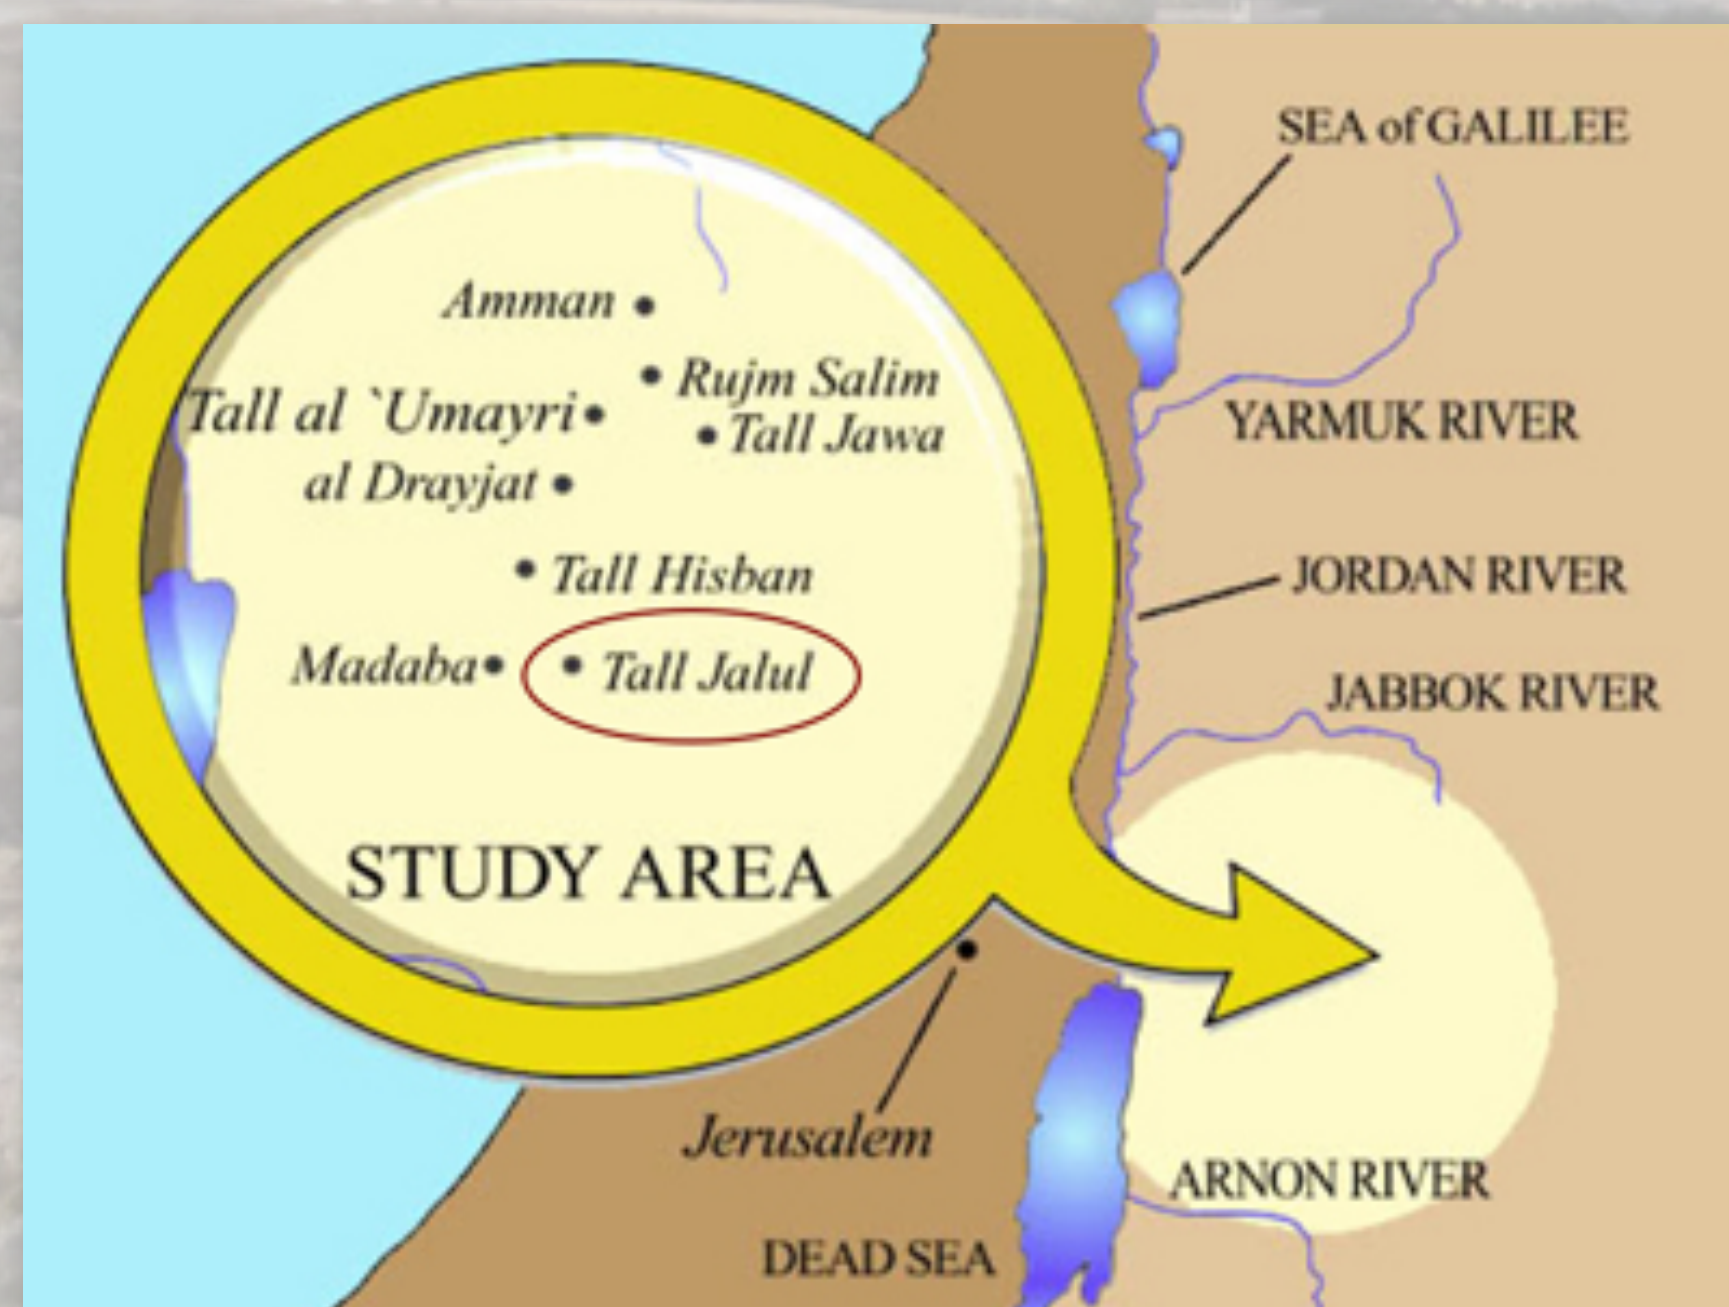 SEA of GALILEE
Amman
Rujm Salim
Tall al `Umayri
Tall Jawa
YARMUK RIVER
al Drayjat
Tall Hisban
JORDAN RIVER
Madaba
Tall Jalul
JABBOK RIVER
STUDY AREA
Jerusalem
ARNON RIVER
DEAD SEA